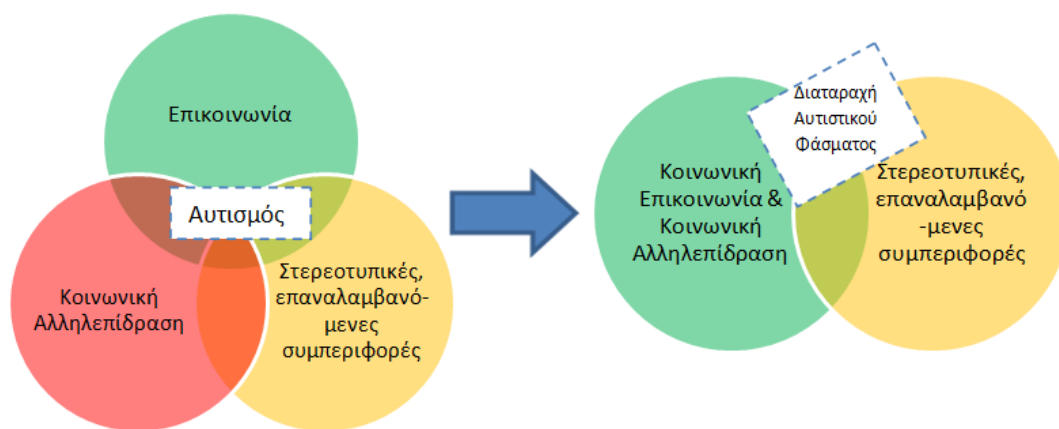 Επικοινωνία
Αυτισμός
Κοινωνική
Αλληλεπίδραση
Στερεοτυπικές,
επαναλαμβανό-
μενες
συμπεριφορές
Διαταραχή
Αυτιστικού
Φάσματος
Κοινωνική
Επικοινωνία &
Κοινωνική
Αλληλεπίδραση
Στερεοτυπικές,
επαναλαμβανό
-μενες
συμπεριφορές